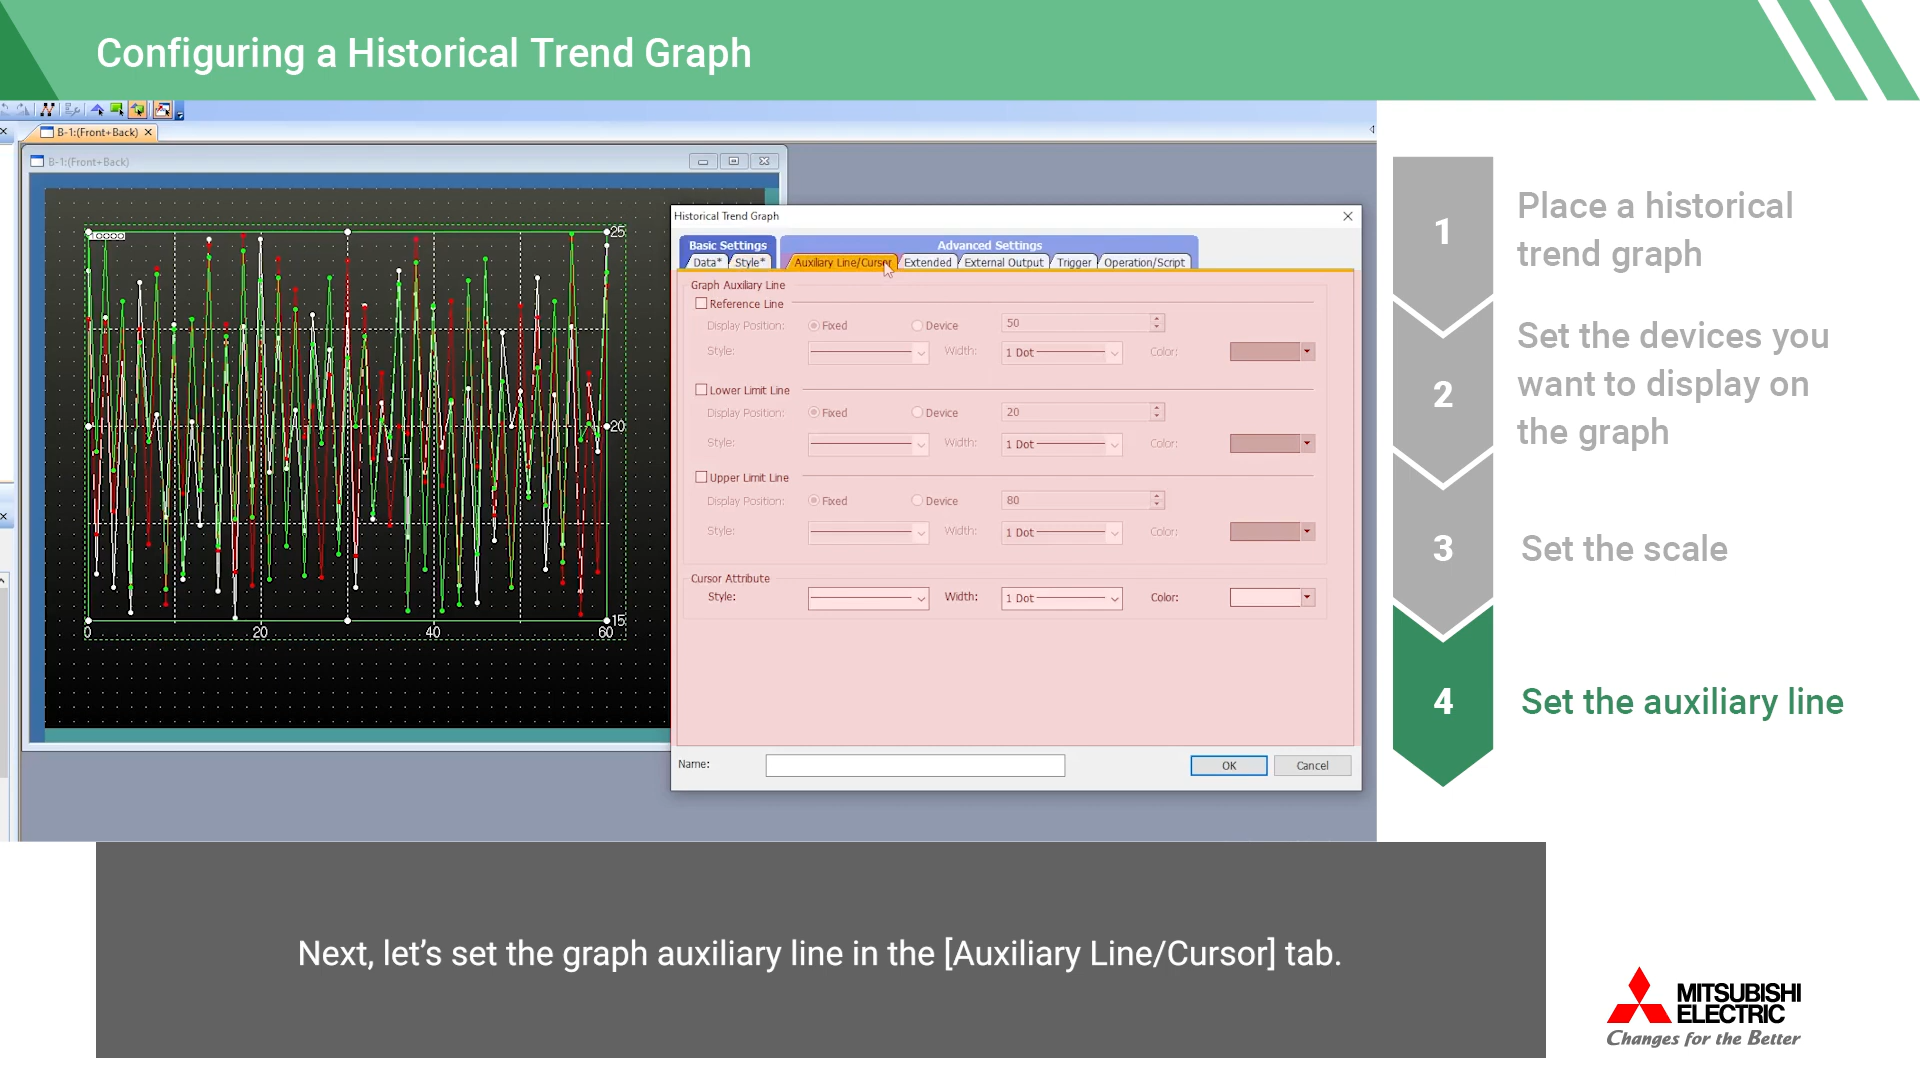 Configuring a Historical Trend Graph
B-1:(Front+Back)
B-1:(Front+Back)
25
20
15
0 20 40 60
Historical Trend Graph
Basic Settings
Advanced Settings
Data* Style* Auxiliary Line/Cursor Extended External Output Trigger Operation/Script
Graph Auxiliary Line
Reference Line
Display Position: Fixed Device 50
Style: Width: 1 Dot Color:
Lower Limit Line
Display Position: Fixed Device 20
Style: Width: 1 Dot Color:
Upper Limit Line
Display Position: Fixed Device 80
Style: Width: 1 Dot Color:
Cursor Attribute
Style: Width: 1 Dot Color:
Name:
OK Cancel
1
Place a historical
trend graph
2
Set the devices you
want to display on
the graph
3
Set the scale
4
Set the auxiliary line
Next, let’s set the graph auxiliary line in the [Auxiliary Line/Cursor] tab.
MITSUBISHI
ELECTRIC
Changes for the Better